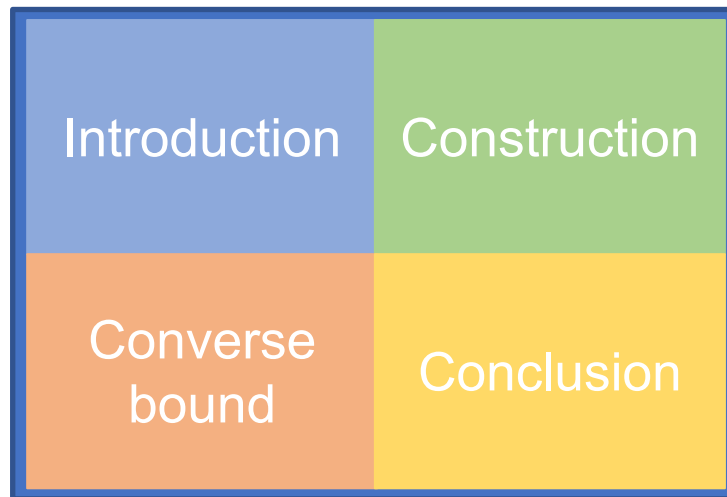 Introduction
Construction
Converse
bound
Conclusion